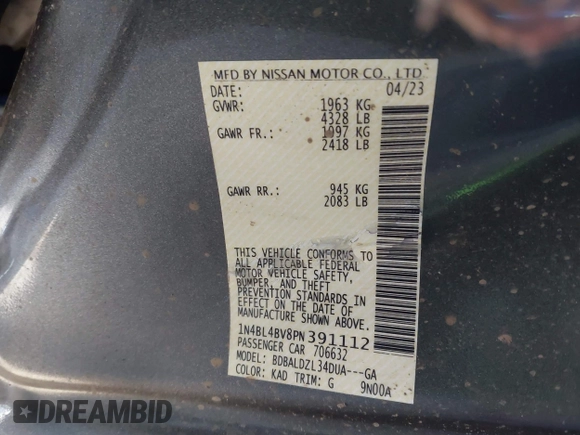 MFD BY NISSAN MOTOR CO., LTD
DATE: 04/23
GVWR: 1963 KG
4328 LB
GAWR FR.: 1097 KG
2418 LB
GAWR RR.: 945 KG
2083 LB
THIS VEHICLE CONFORMS TO
ALL APPLICABLE FEDERAL
MOTOR VEHICLE SAFETY,
BUMPER, AND THEFT
PREVENTION STANDARDS IN
EFFECT ON THE DATE OF
MANUFACTURE SHOWN ABOVE.
1N4BL4BV8PN391112
PASSENGER CAR 706632
MODEL: BDBALDZL34DUA---GA
COLOR: KAD TRIM: G 9N00A
DREAMBID